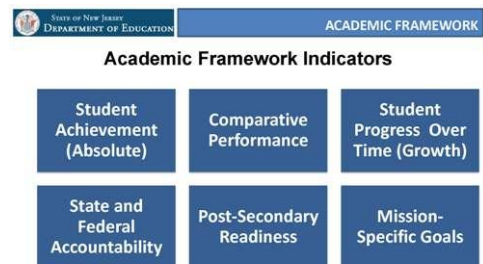 STATE OF NEW JERSEY
DEPARTMENT OF EDUCATION
ACADEMIC FRAMEWORK
Academic Framework Indicators
Student
Achievement
(Absolute)
Comparative
Performance
Student
Progress Over
Time (Growth)
State and
Federal
Accountability
Post-Secondary
Readiness
Mission-
Specific Goals